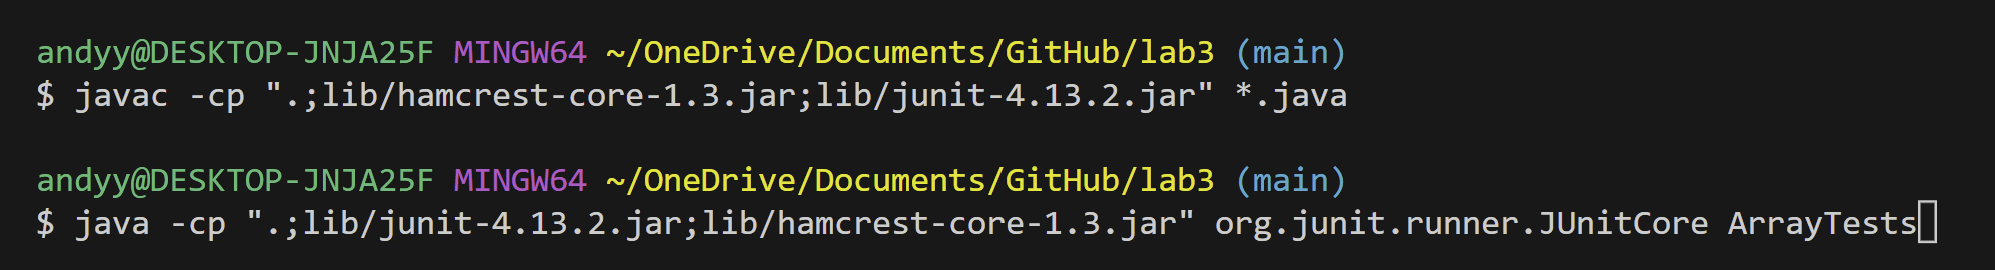 andyy@DESKTOP-JNJA25F MINGW64 ~/OneDrive/Documents/GitHub/lab3 (main)
$ javac -cp ".;lib/hamcrest-core-1.3.jar;lib/junit-4.13.2.jar" *.java
andyy@DESKTOP-JNJA25F MINGW64 ~/OneDrive/Documents/GitHub/lab3 (main)
$ java -cp ".;lib/junit-4.13.2.jar;lib/hamcrest-core-1.3.jar" org.junit.runner.JUnitCore ArrayTests